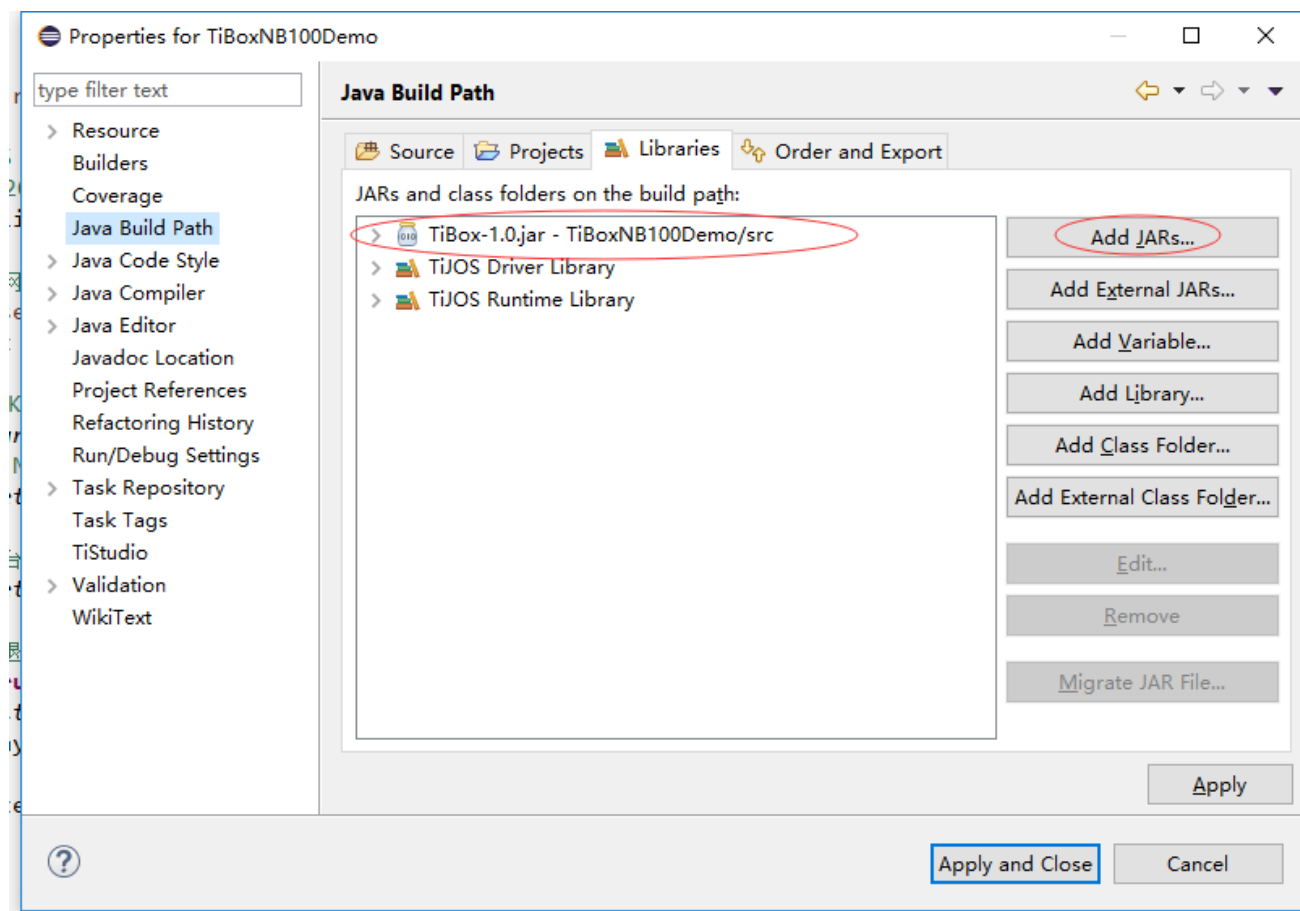 Properties for TiBoxNB100Demo
type filter text
Resource
Builders
Coverage
Java Build Path
Java Code Style
Java Compiler
Java Editor
Javadoc Location
Project References
Refactoring History
Run/Debug Settings
Task Repository
Task Tags
TiStudio
Validation
WikiText
Java Build Path
Source
Projects
Libraries
Order and Export
JARs and class folders on the build path:
TiBox-1.0.jar - TiBoxNB100Demo/src
TiJOS Driver Library
TiJOS Runtime Library
Add JARs...
Add External JARs...
Add Variable...
Add Library...
Add Class Folder...
Add External Class Folder...
Edit...
Remove
Migrate JAR File...
Apply
Apply and Close
Cancel